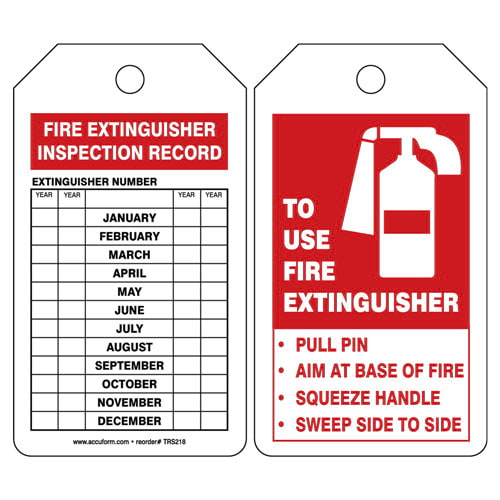 FIRE EXTINGUISHER
INSPECTION RECORD
EXTINGUISHER NUMBER
YEAR YEAR YEAR YEAR
JANUARY
FEBRUARY
MARCH
APRIL
MAY
JUNE
JULY
AUGUST
SEPTEMBER
OCTOBER
NOVEMBER
DECEMBER
www.accuform.com • reorder# TRS218
TO
USE
FIRE
EXTINGUISHER
• PULL PIN
• AIM AT BASE OF FIRE
• SQUEEZE HANDLE
• SWEEP SIDE TO SIDE